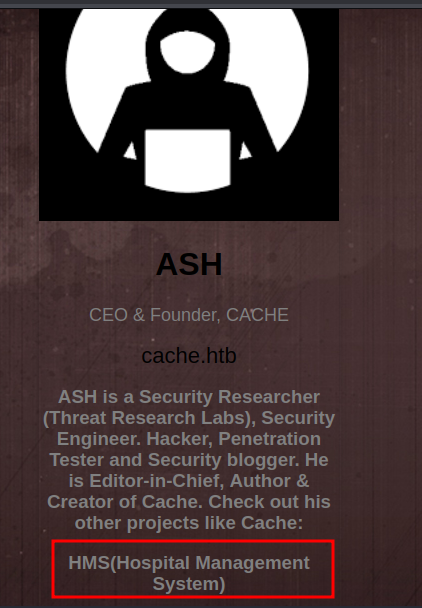 ASH
CEO & Founder, CACHE
cache.htb
ASH is a Security Researcher
(Threat Research Labs), Security
Engineer. Hacker, Penetration
Tester and Security blogger. He
is Editor-in-Chief, Author &
Creator of Cache. Check out his
other projects like Cache:
HMS(Hospital Management
System)